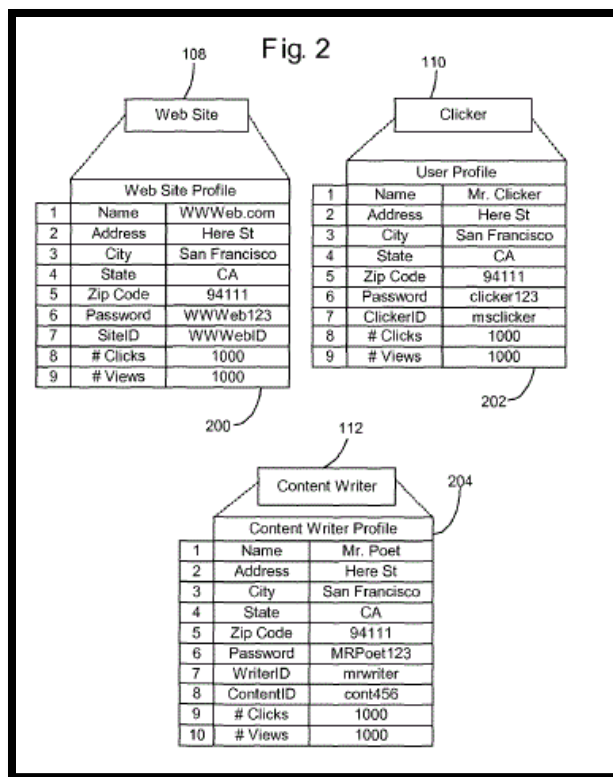 Fig. 2
108
Web Site
Web Site Profile
1 Name WWWeb.com
2 Address Here St
3 City San Francisco
4 State CA
5 Zip Code 94111
6 Password WWWeb123
7 SiteID WWWebID
8 # Clicks 1000
9 # Views 1000
200
110
Clicker
User Profile
1 Name Mr. Clicker
2 Address Here St
3 City San Francisco
4 State CA
5 Zip Code 94111
6 Password clicker123
7 ClickerID msclicker
8 # Clicks 1000
9 # Views 1000
202
112
Content Writer
204
Content Writer Profile
1 Name Mr. Poet
2 Address Here St
3 City San Francisco
4 State CA
5 Zip Code 94111
6 Password MRPoet123
7 WriterID mrwriter
8 ContentID cont456
9 # Clicks 1000
10 # Views 1000